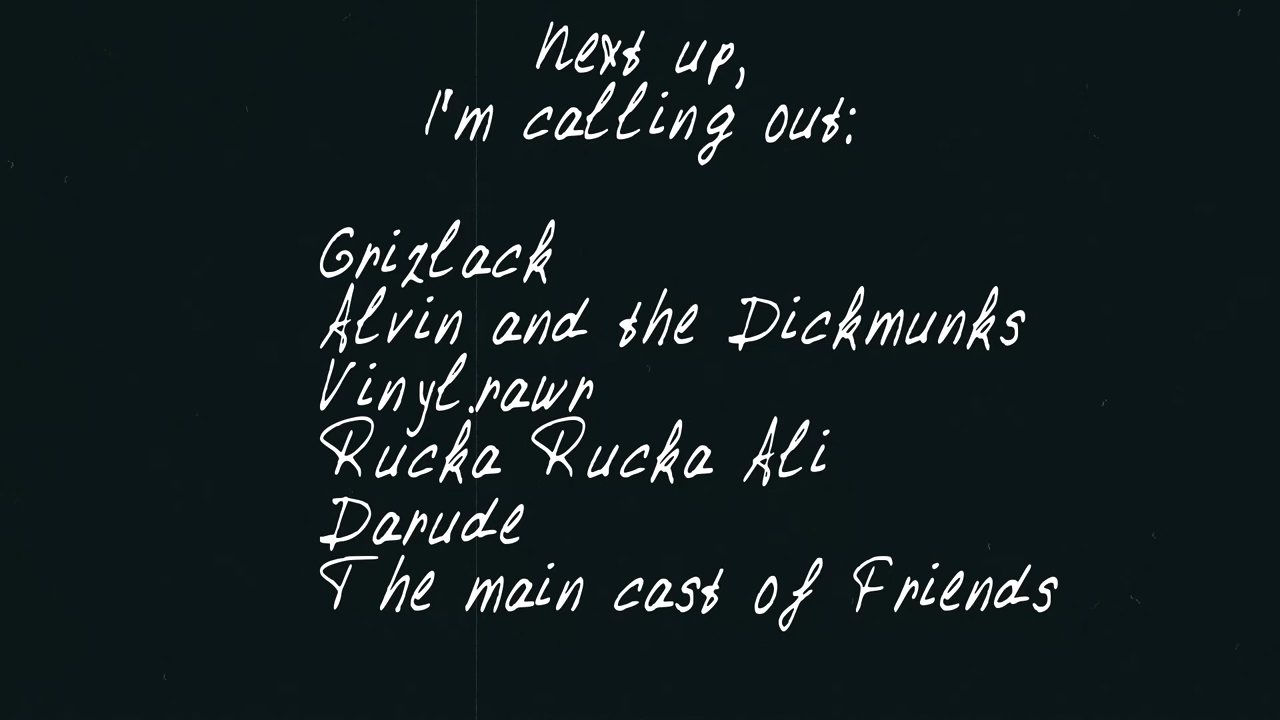 Next up,
I'm calling out:
Grizlack
Alvin and the Dickmunks
Vinyl.rawr
Rucka Rucka Ali
Darude
The main cast of Friends